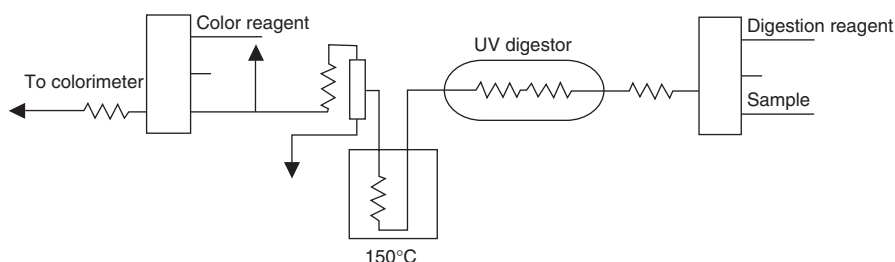 Color reagent
Digestion reagent
UV digestor
To colorimeter
Sample
150°C